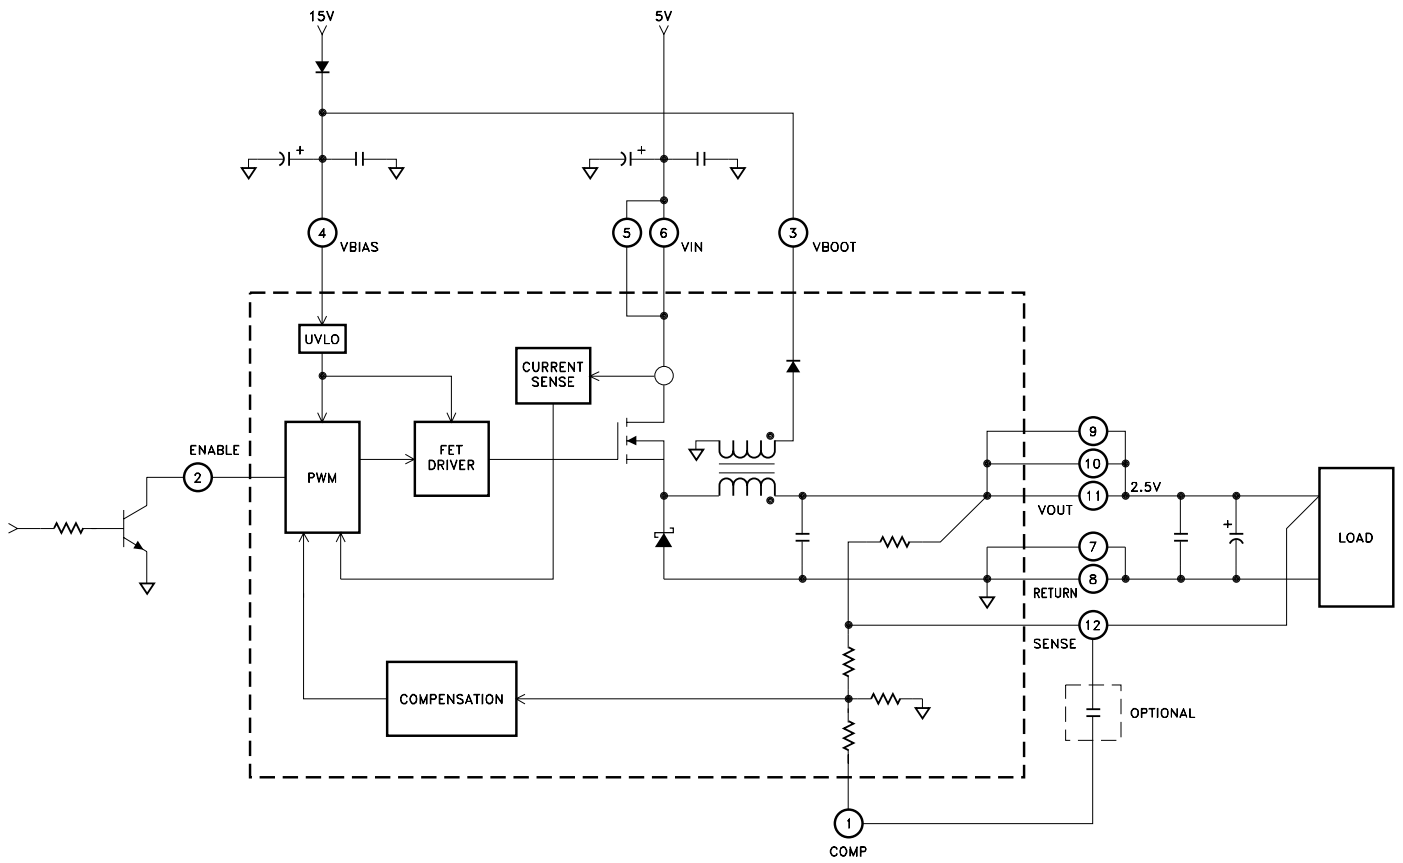 15V
5V
+
+
4
VBIAS
5
6
VIN
3
VBOOT
UVLO
CURRENT
SENSE
ENABLE
2
PWM
FET
DRIVER
9
10
11
2.5V
VOUT
+
LOAD
7
8
RETURN
12
SENSE
COMPENSATION
OPTIONAL
1
COMP